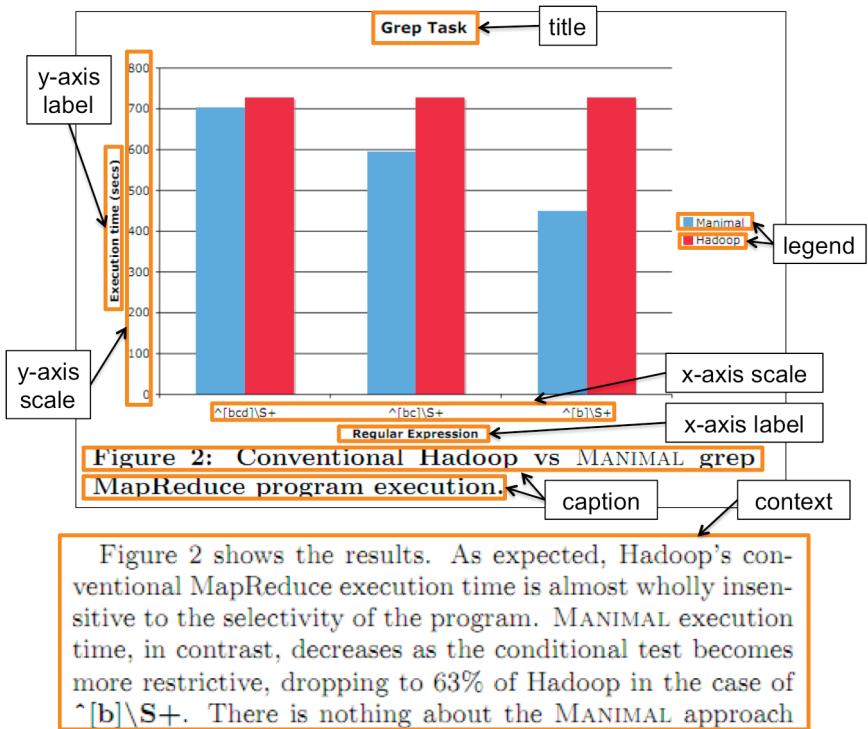 Grep Task
title
y-axis
label
800
700
600
500
400
300
200
100
0
Execution time (secs)
Manimal
Hadoop
legend
y-axis
scale
x-axis scale
^[bcd]\S+ ^[bc]\S+ ^[b]\S+
Regular Expression
x-axis label
Figure 2: Conventional Hadoop vs MANIMAL grep
MapReduce program execution.
caption
context
Figure 2 shows the results. As expected, Hadoop's con-
ventional MapReduce execution time is almost wholly insen-
sitive to the selectivity of the program. MANIMAL execution
time, in contrast, decreases as the conditional test becomes
more restrictive, dropping to 63% of Hadoop in the case of
^[b]\S+. There is nothing about the MANIMAL approach